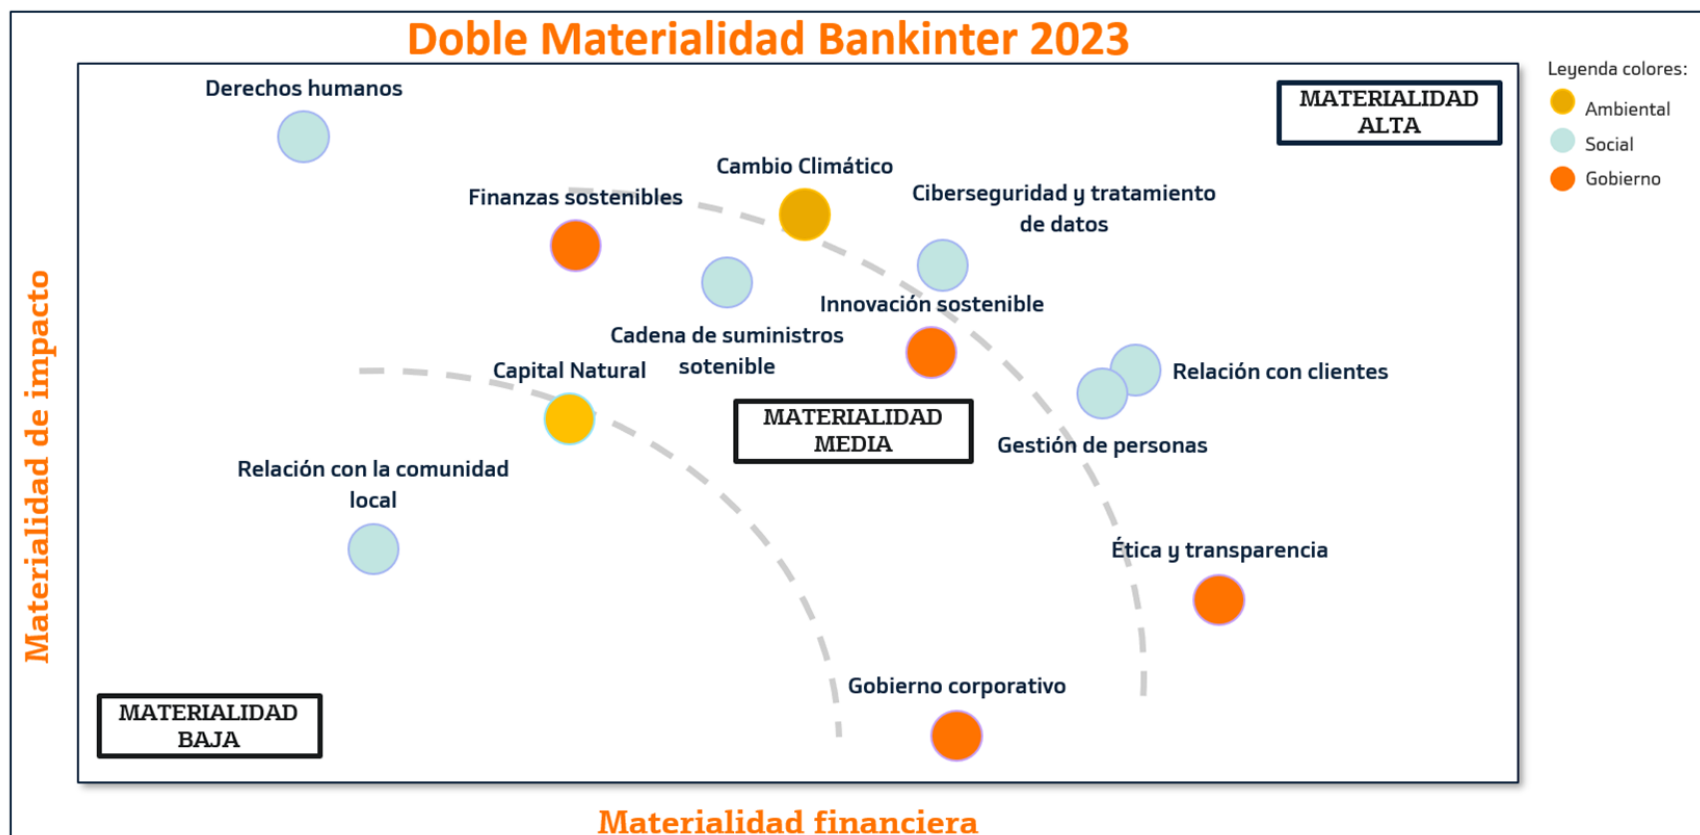 Doble Materialidad Bankinter 2023
Leyenda colores:
Ambiental
Social
Gobierno
Derechos humanos
MATERIALIDAD
ALTA
Cambio Climático
Finanzas sostenibles
Ciberseguridad y tratamiento
de datos
Innovación sostenible
Cadena de suministros
sotenible
Capital Natural
Relación con clientes
MATERIALIDAD
MEDIA
Gestión de personas
Relación con la comunidad
local
Ética y transparencia
Gobierno corporativo
MATERIALIDAD
BAJA
Materialidad de impacto
Materialidad financiera